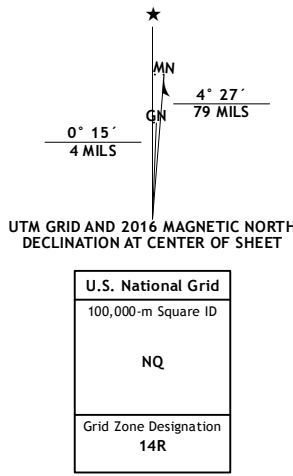 MN
4° 27´
79 MILS
GN
0° 15´
4 MILS
UTM GRID AND 2016 MAGNETIC NORTH
DECLINATION AT CENTER OF SHEET
U.S. National Grid
100,000-m Square ID
NQ
Grid Zone Designation
14R